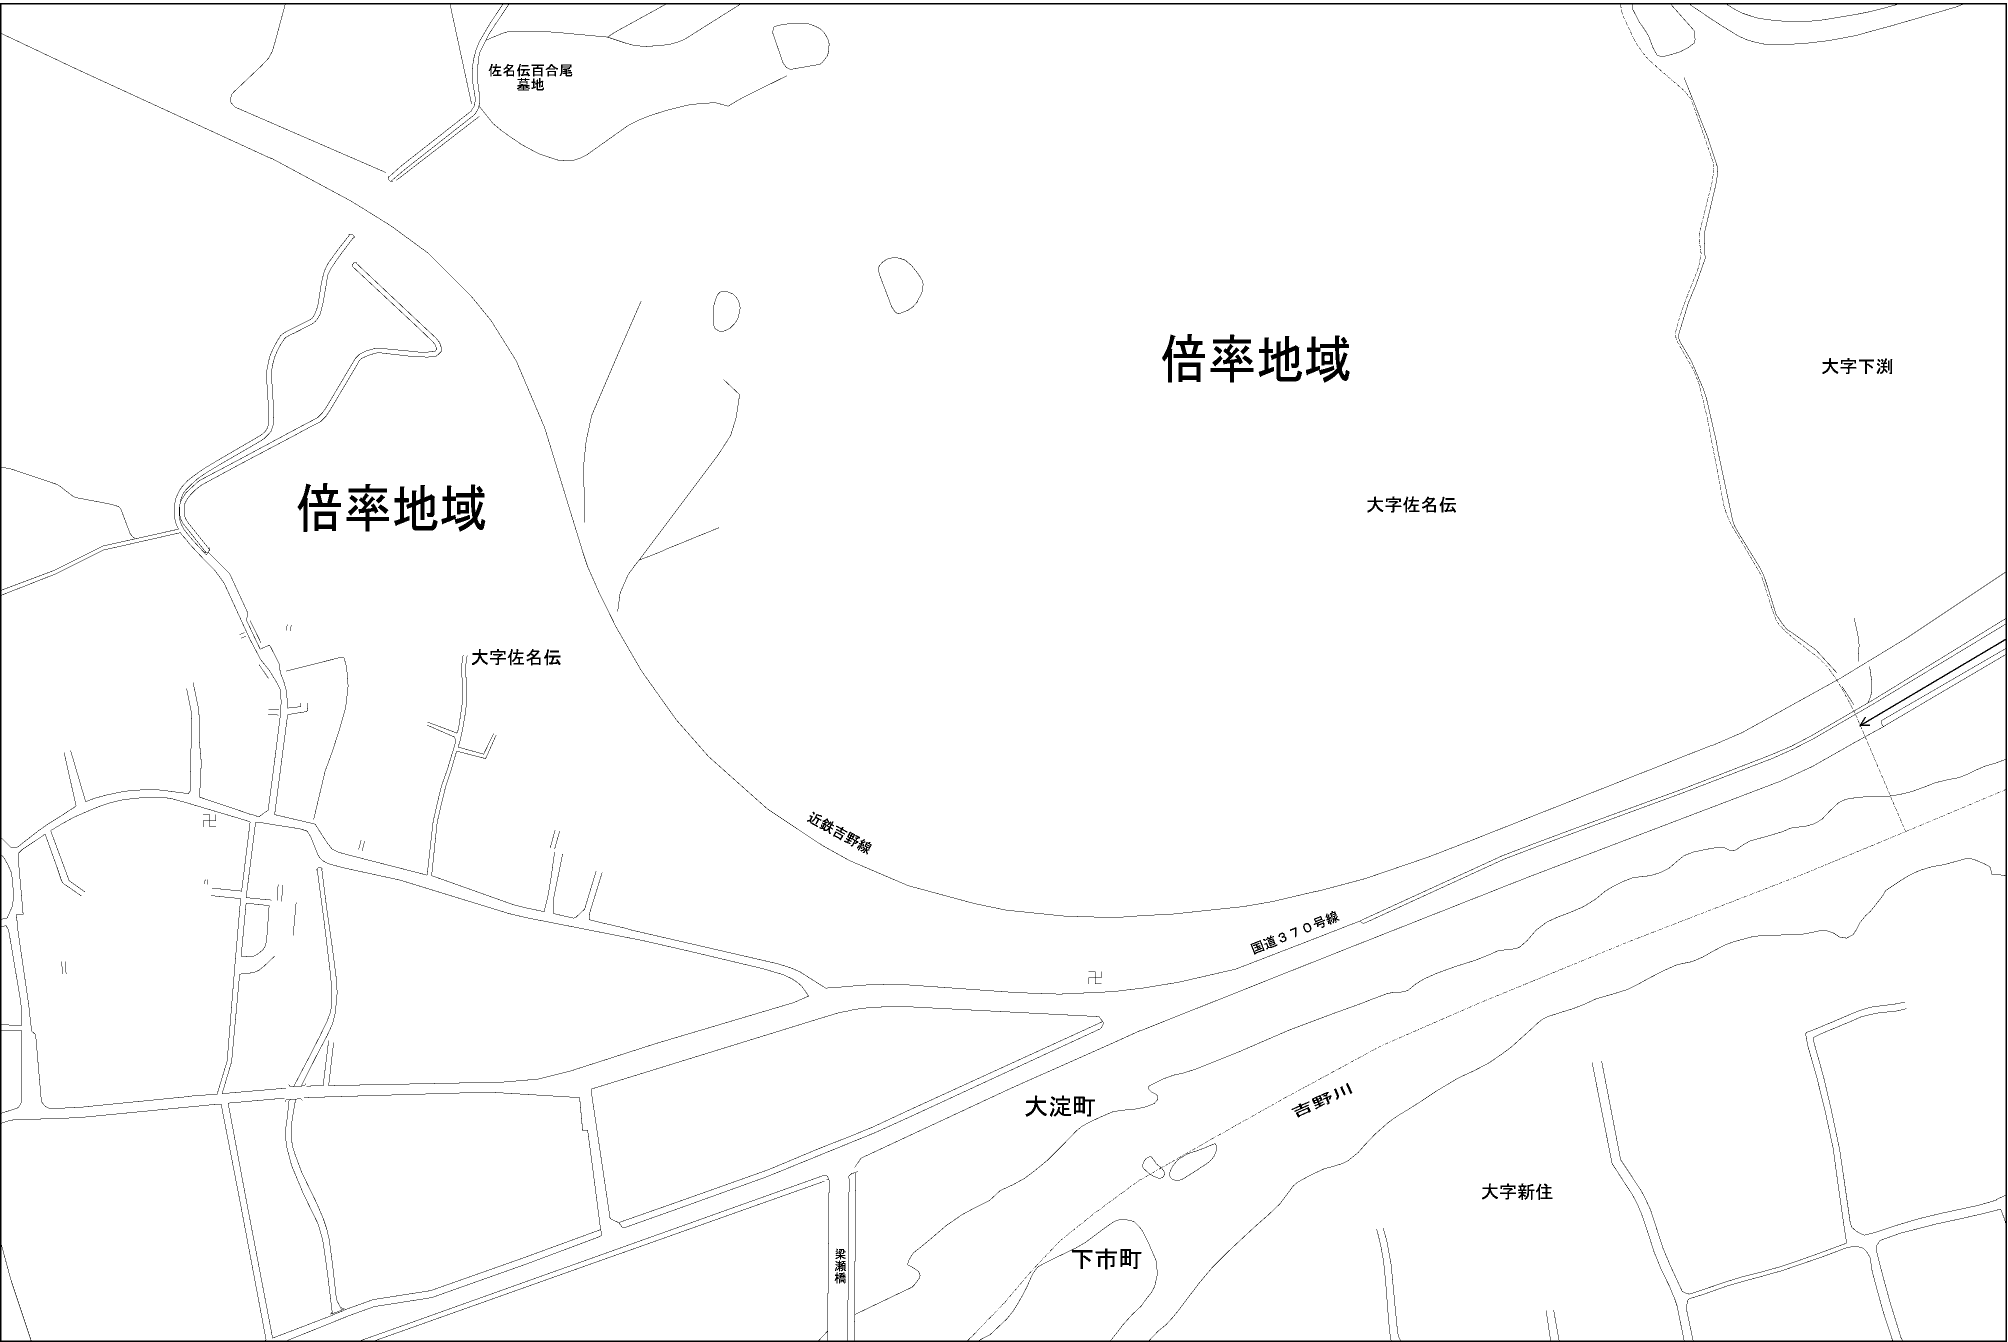 佐名伝百合尾
墓地
倍率地域
大字下渕
倍率地域
大字佐名伝
大字佐名伝
近鉄吉野線
国道370号線
大淀町
吉野川
大字新住
下市町
梁瀬橋